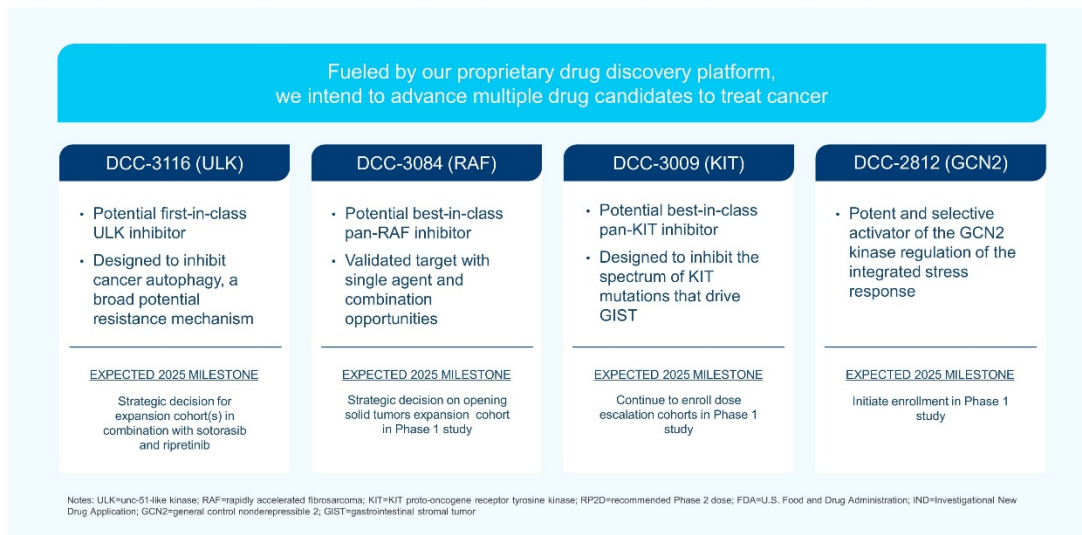 Fueled by our proprietary drug discovery platform,
we intend to advance multiple drug candidates to treat cancer
DCC-3116 (ULK)
• Potential first-in-class
ULK inhibitor
• Designed to inhibit
cancer autophagy, a
broad potential
resistance mechanism
EXPECTED 2025 MILESTONE
Strategic decision for
expansion cohort(s) in
combination with sotorasib
and ripretinib
DCC-3084 (RAF)
• Potential best-in-class
pan-RAF inhibitor
• Validated target with
single agent and
combination
opportunities
EXPECTED 2025 MILESTONE
Strategic decision on opening
solid tumors expansion cohort
in Phase 1 study
DCC-3009 (KIT)
• Potential best-in-class
pan-KIT inhibitor
• Designed to inhibit the
spectrum of KIT
mutations that drive
GIST
EXPECTED 2025 MILESTONE
Continue to enroll dose
escalation cohorts in Phase 1
study
DCC-2812 (GCN2)
• Potent and selective
activator of the GCN2
kinase regulation of the
integrated stress
response
EXPECTED 2025 MILESTONE
Initiate enrollment in Phase 1
study
Notes: ULK=unc-51-like kinase; RAF=rapidly accelerated fibrosarcoma; KIT=KIT proto-oncogene receptor tyrosine kinase; RP2D=recommended Phase 2 dose; FDA=U.S. Food and Drug Administration; IND=Investigational New
Drug Application; GCN2=general control nonderepressible 2; GIST=gastrointestinal stromal tumor